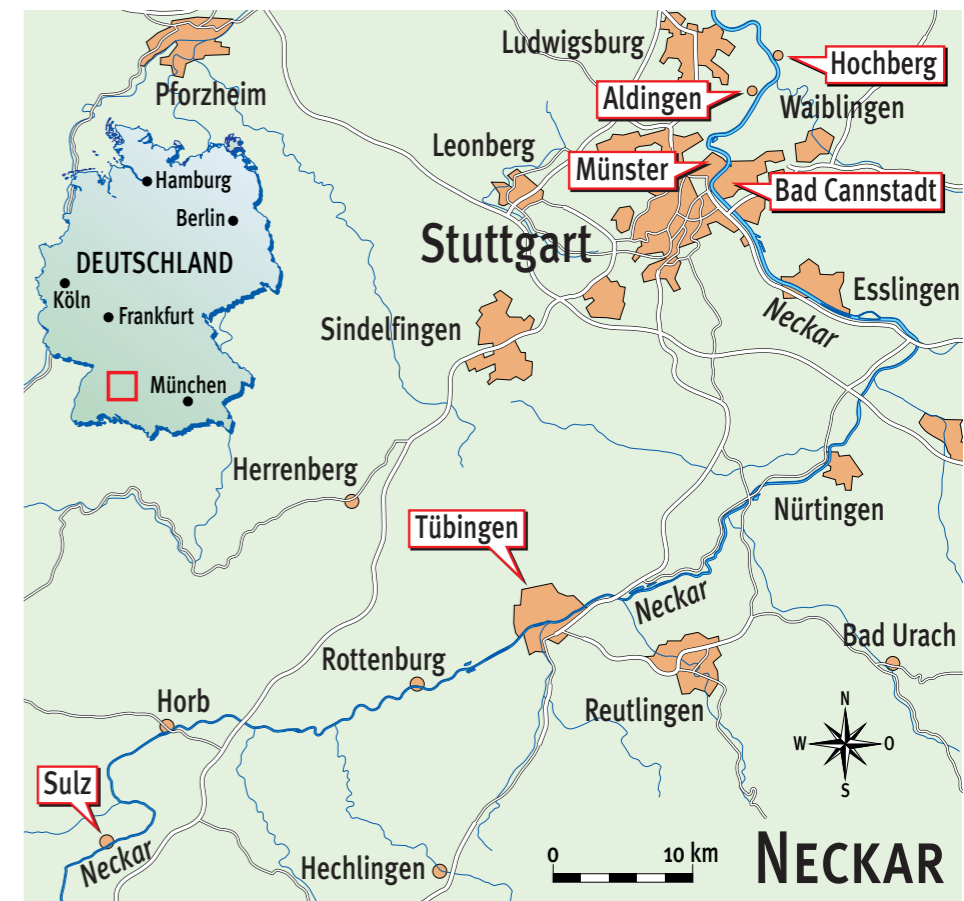 Ludwigsburg
Hochberg
Pforzheim
Aldingen
Waiblingen
Leonberg
Münster
Bad Cannstadt
Hamburg
Berlin
Stuttgart
DEUTSCHLAND
Köln
Frankfurt
Esslingen
Neckar
Sindelfingen
München
Herrenberg
Nürtingen
Tübingen
Neckar
Bad Urach
Rottenburg
Horb
Reutlingen
N
W
O
S
Sulz
Neckar
Hechlingen
0 10 km
NECKAR